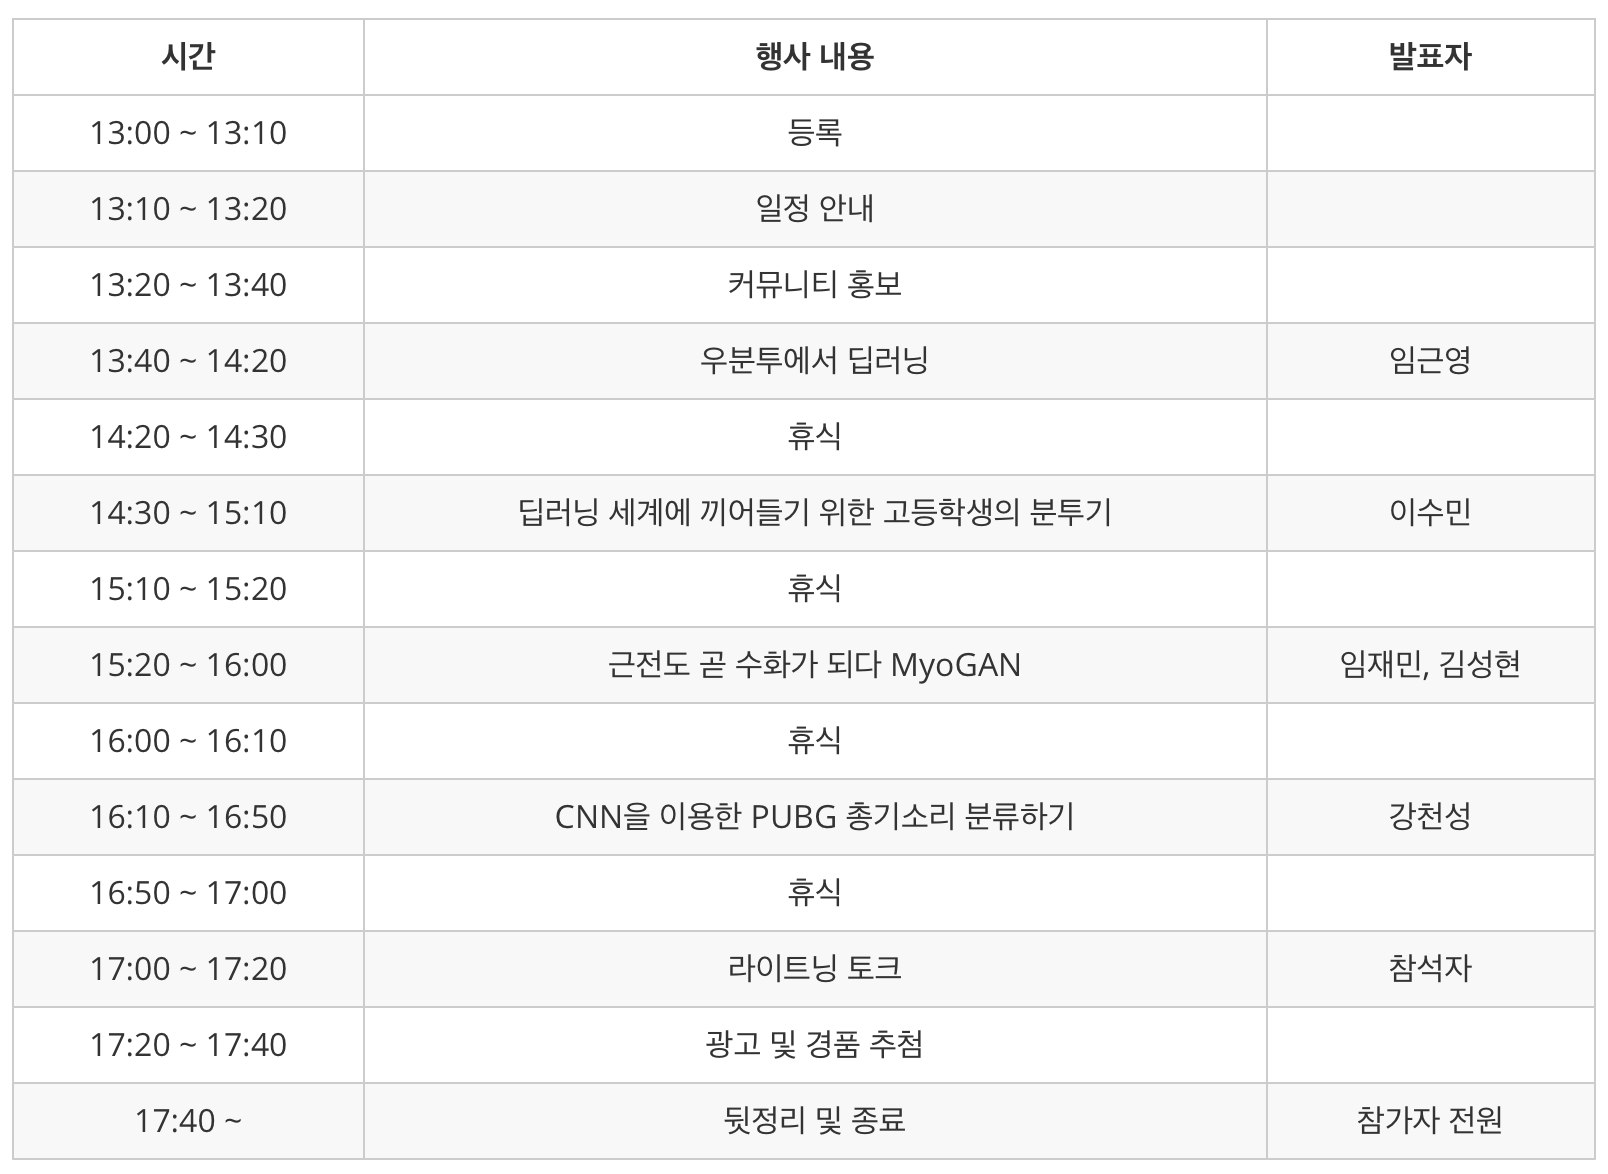 시간 행사 내용 발표자
13:00 ~ 13:10 등록
13:10 ~ 13:20 일정 안내
13:20 ~ 13:40 커뮤니티 홍보
13:40 ~ 14:20 우분투에서 딥러닝 임근영
14:20 ~ 14:30 휴식
14:30 ~ 15:10 딥러닝 세계에 끼어들기 위한 고등학생의 분투기 이수민
15:10 ~ 15:20 휴식
15:20 ~ 16:00 근전도 곧 수화가 되다 MyoGAN 임재민, 김성현
16:00 ~ 16:10 휴식
16:10 ~ 16:50 CNN을 이용한 PUBG 총기소리 분류하기 강천성
16:50 ~ 17:00 휴식
17:00 ~ 17:20 라이트닝 토크 참석자
17:20 ~ 17:40 광고 및 경품 추첨
17:40 ~ 뒷정리 및 종료 참가자 전원